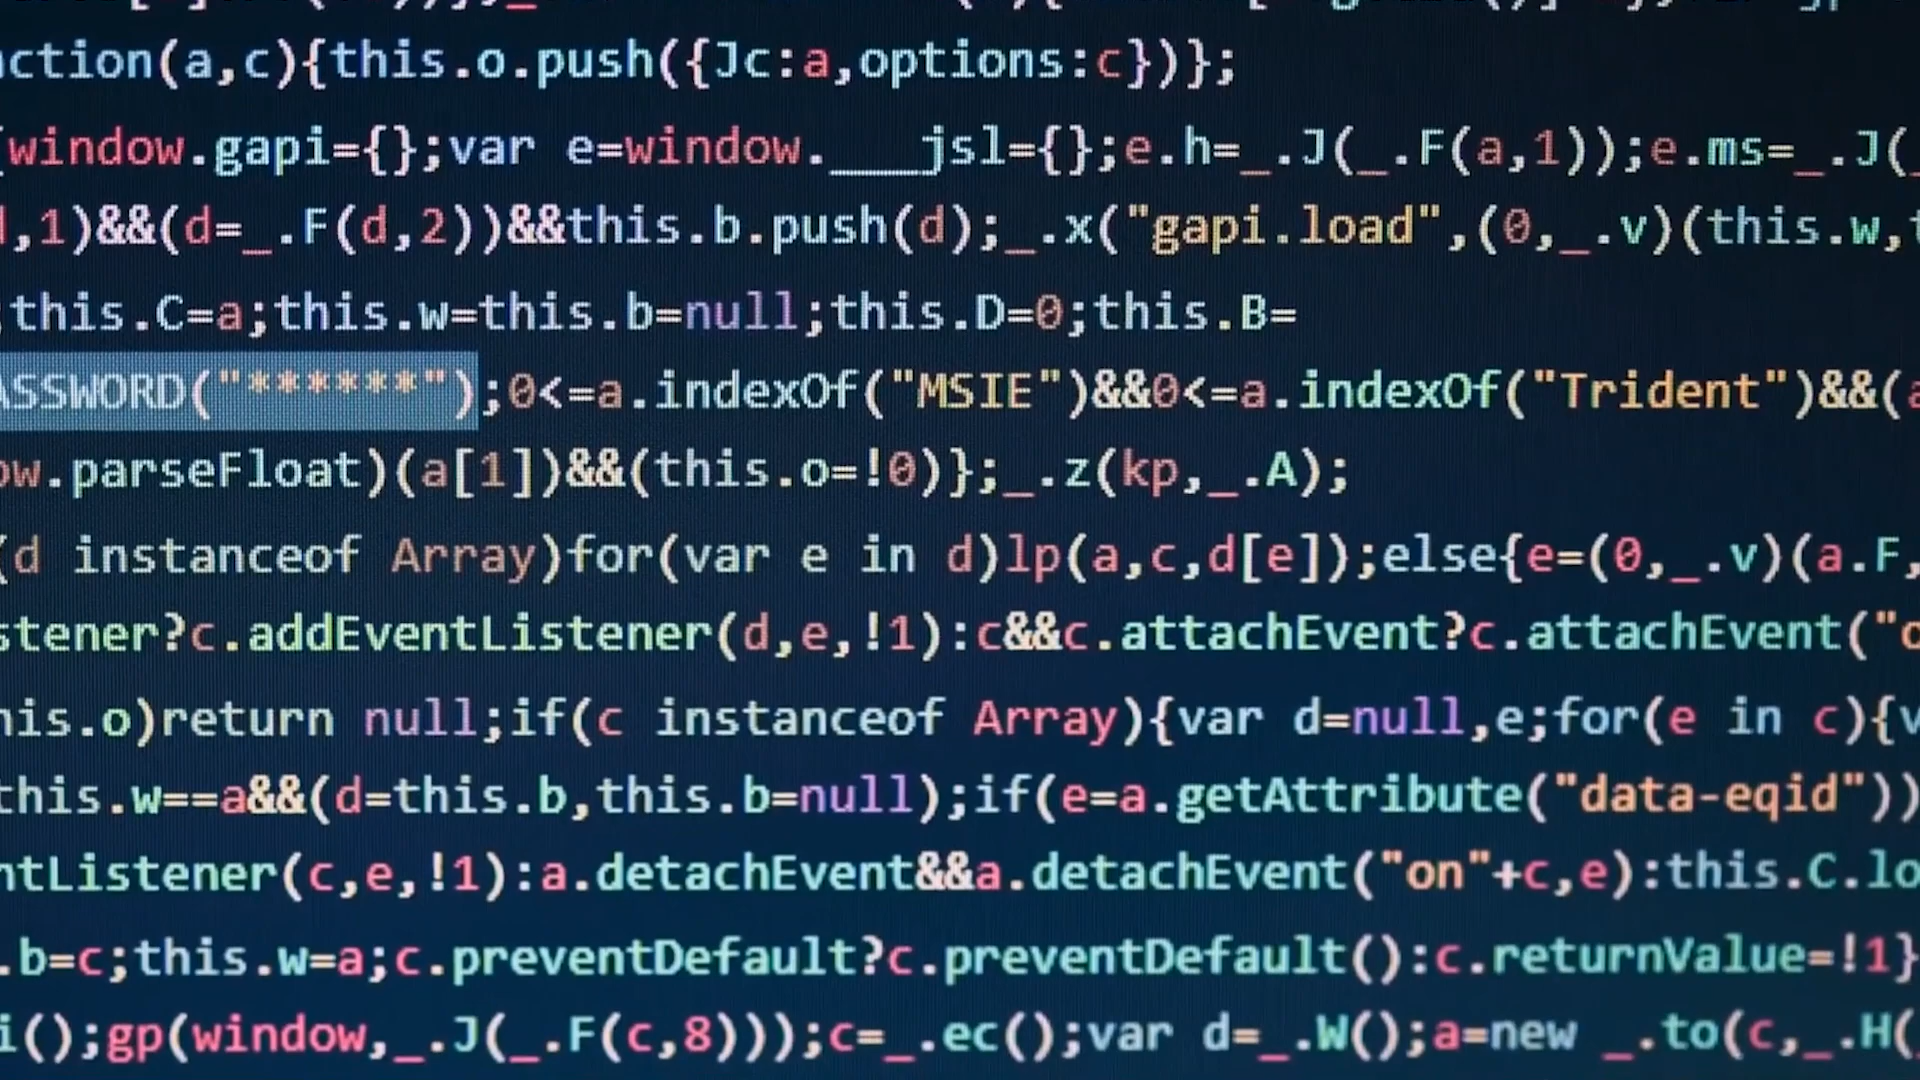 ction(a,c){this.o.push({Jc:a,options:c})};
window.gapi={};var e=window.___jsl={};e.h=_.J(_.F(a,1));e.ms=_.J(
,1)&&(d=_.F(d,2))&&this.b.push(d);_.x("gapi.load",(0,_.v)(this.w,
this.C=a;this.w=this.b=null;this.D=0;this.B=
ASSWORD("******");0<=a.indexOf("MSIE")&&0<=a.indexOf("Trident")&&(a
ow.parseFloat)(a[1])&&(this.o=!0)};_.z(kp,_.A);
(d instanceof Array)for(var e in d)lp(a,c,d[e]);else{e=(0,_.v)(a.F,
stener?c.addEventListener(d,e,!1):c&&c.attachEvent?c.attachEvent("o
his.o)return null;if(c instanceof Array){var d=null,e;for(e in c){v
this.w==a&&(d=this.b,this.b=null);if(e=a.getAttribute("data-eqid"))
ntListener(c,e,!1):a.detachEvent&&a.detachEvent("on"+c,e):this.C.lo
.b=c;this.w=a;c.preventDefault?c.preventDefault():c.returnValue=!1}
i();gp(window,_.J(_.F(c,8)));c=_.ec();var d=_.W();a=new _.to(c,_.H(